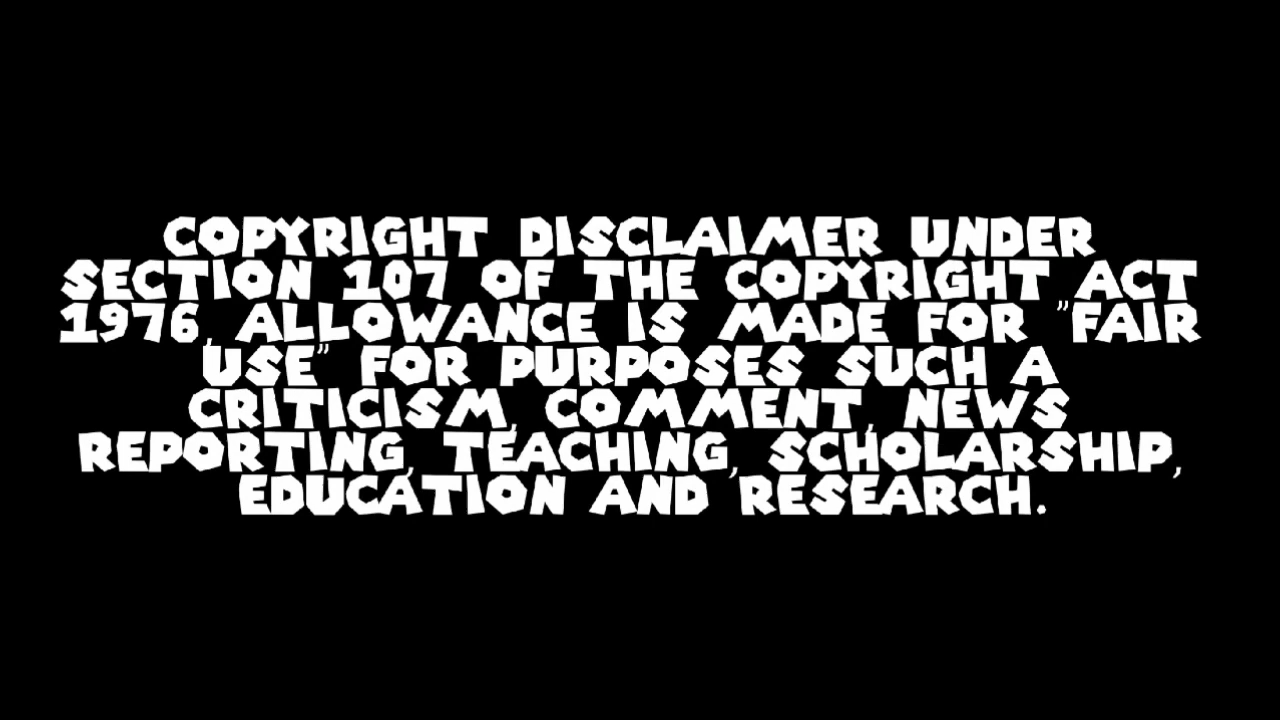 COPYRIGHT DISCLAIMER UNDER
SECTION 107 OF THE COPYRIGHT ACT
1976, ALLOWANCE IS MADE FOR "FAIR
USE" FOR PURPOSES SUCH A
CRITICISM, COMMENT, NEWS
REPORTING, TEACHING, SCHOLARSHIP,
EDUCATION AND RESEARCH.